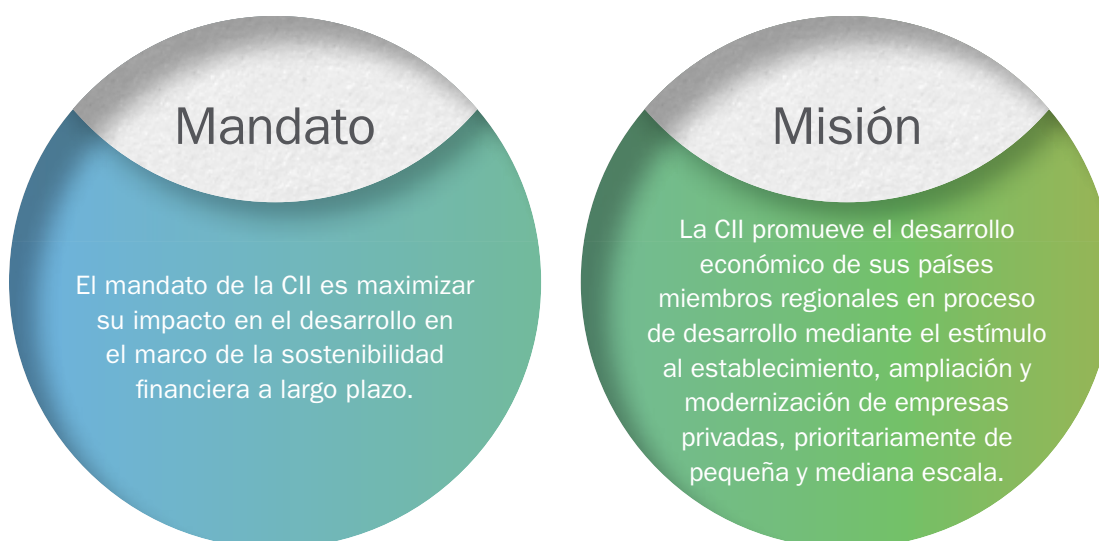 Mandato
El mandato de la CII es maximizar
su impacto en el desarrollo en
el marco de la sostenibilidad
financiera a largo plazo.
Misión
La CII promueve el desarrollo
económico de sus países
miembros regionales en proceso
de desarrollo mediante el estímulo
al establecimiento, ampliación y
modernización de empresas
privadas, prioritariamente de
pequeña y mediana escala.